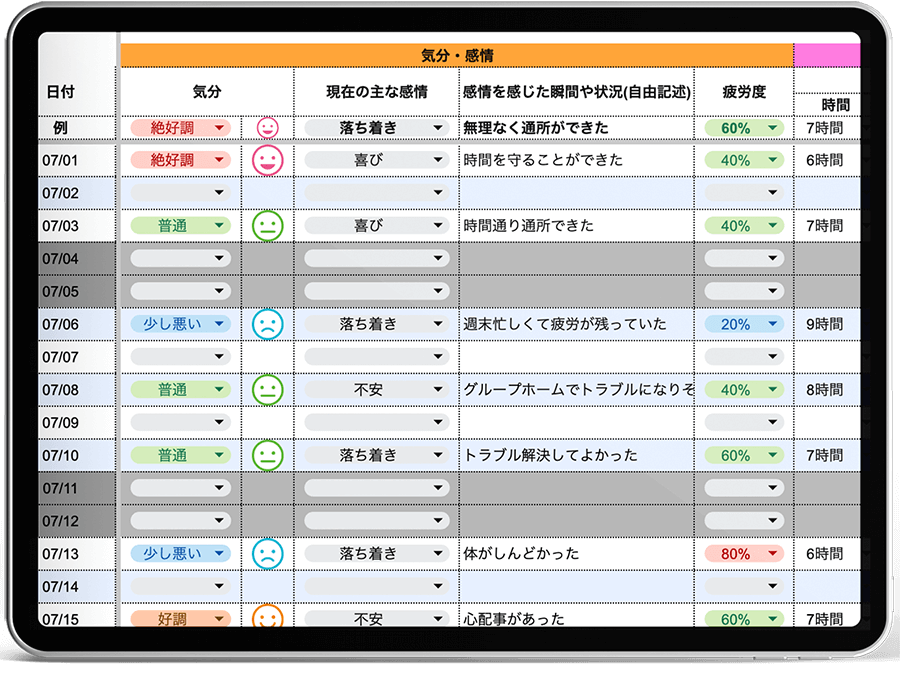 気分・感情
日付 気分 現在の主な感情 感情を感じた瞬間や状況(自由記述) 疲労度 時間
例 絶好調 落ち着き 無理なく通所ができた 60% 7時間
07/01 絶好調 喜び 時間を守ることができた 40% 6時間
07/02
07/03 普通 喜び 時間通り通所できた 40% 7時間
07/04
07/05
07/06 少し悪い 落ち着き 週末忙しくて疲労が残っていた 20% 9時間
07/07
07/08 普通 不安 グループホームでトラブルになりそ 40% 8時間
07/09
07/10 普通 落ち着き トラブル解決してよかった 60% 7時間
07/11
07/12
07/13 少し悪い 落ち着き 体がしんどかった 80% 6時間
07/14
07/15 好調 不安 心配事があった 60% 7時間